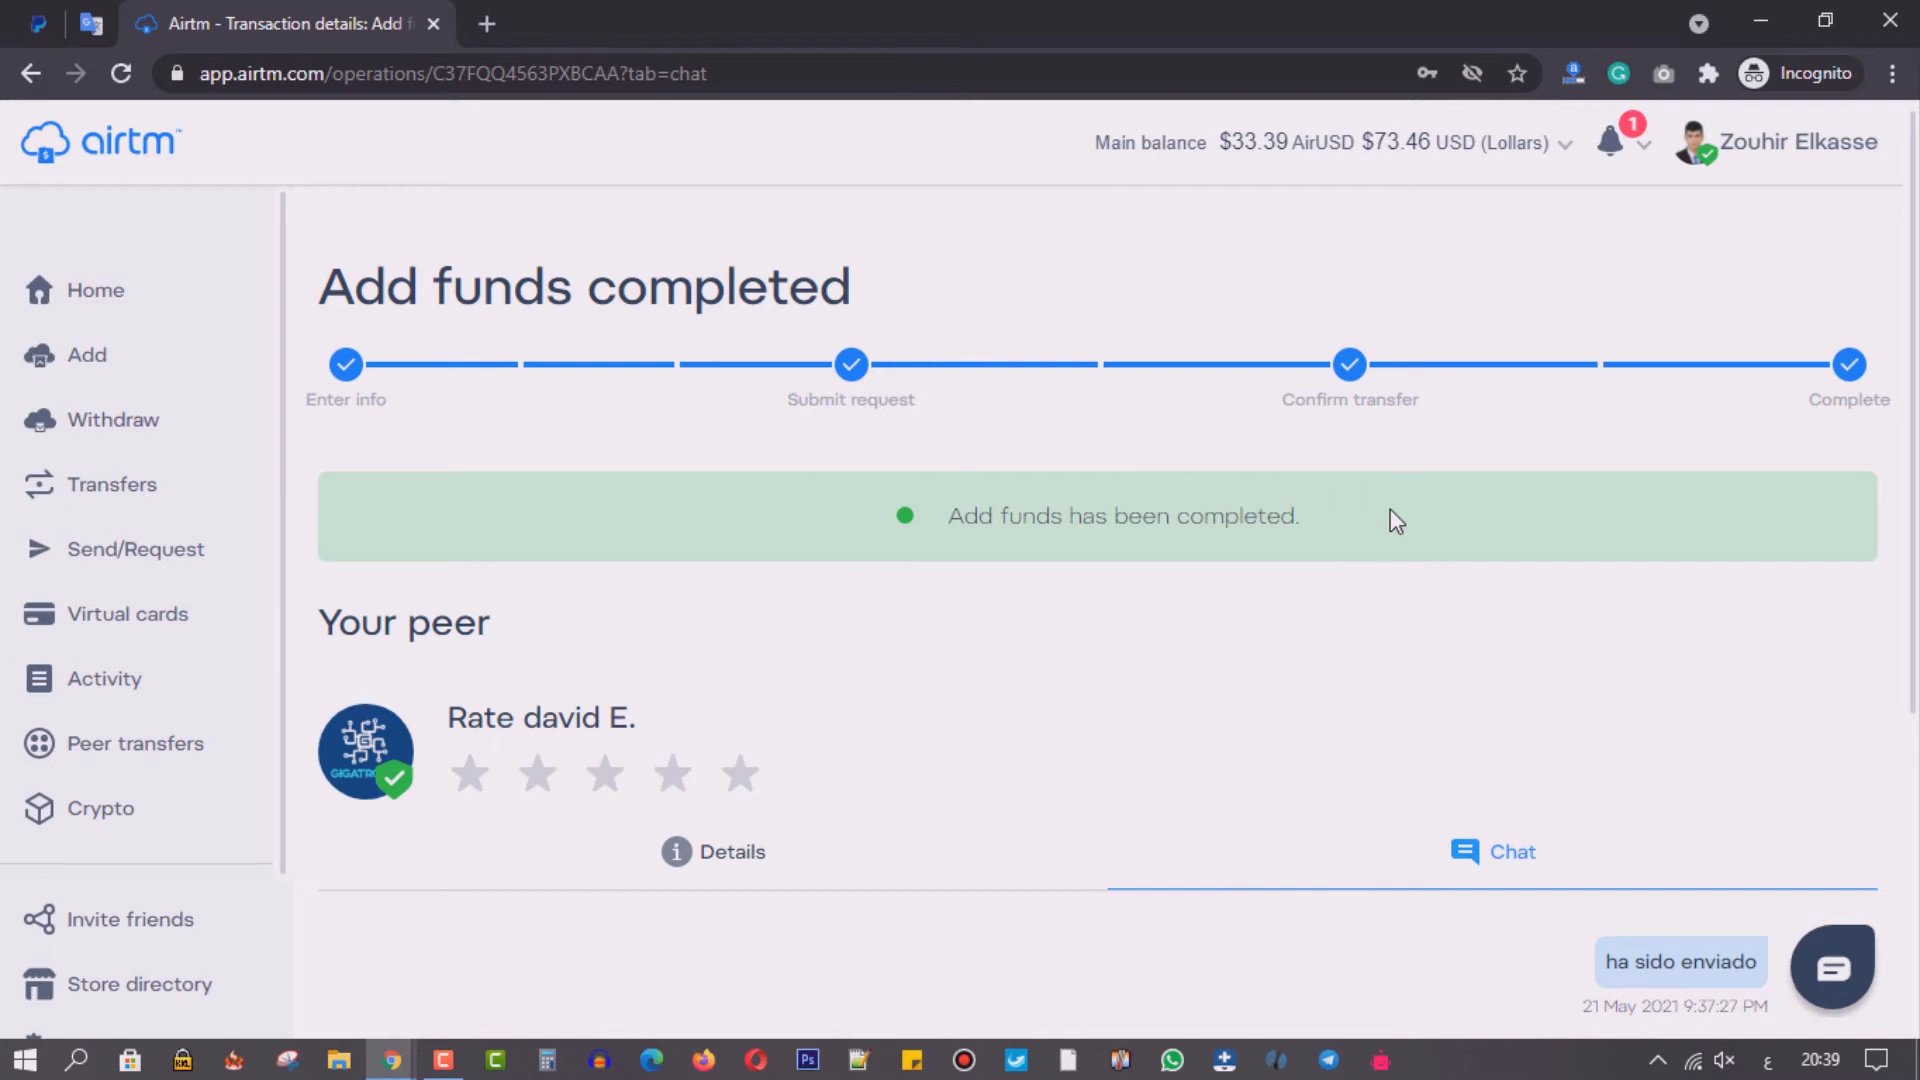 Airtm - Transaction details: Add f
app.airtm.com/operations/C37FQQ4563PXBCAA?tab=chat
Incognito
airtm™
Main balance $33.39 AirUSD $73.46 USD (Lollars)
1
Zouhir Elkasse
Home
Add
Withdraw
Transfers
Send/Request
Virtual cards
Activity
Peer transfers
Crypto
Invite friends
Store directory
Add funds completed
Enter info
Submit request
Confirm transfer
Complete
Add funds has been completed.
Your peer
Rate david E.
Details
Chat
ha sido enviado
21 May 2021 9:37:27 PM
Ps
ع
20:39